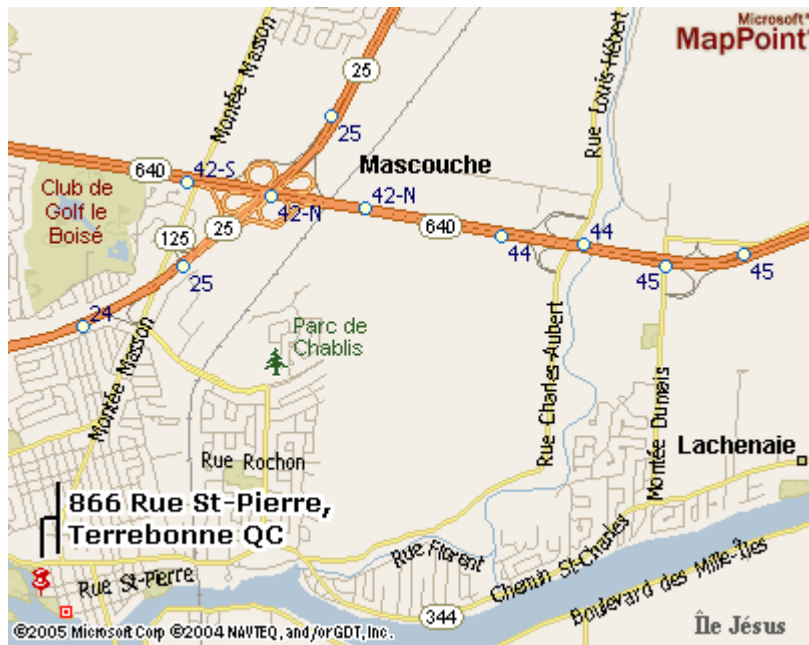 Microsoft®
MapPoint®
25
Montée Masson
Rue Louis-Hébert
25
640
42-S
Mascouche
Club de
Golf le
Boisé
42-N
42-N
640
44
44
125
25
25
45
45
24
Parc de
Chablis
Montée Masson
Rue Charles-Aubert
Montée Dumais
Lachenaie
Rue Rochon
866 Rue St-Pierre,
Terrebonne QC
Rue Florent
Chemin St-Charles
Rue St-Pierre
Boulevard des Mille-Îles
344
Île Jésus
©2005 Microsoft Corp ©2004 NAVTEQ, and/or GDT, Inc.